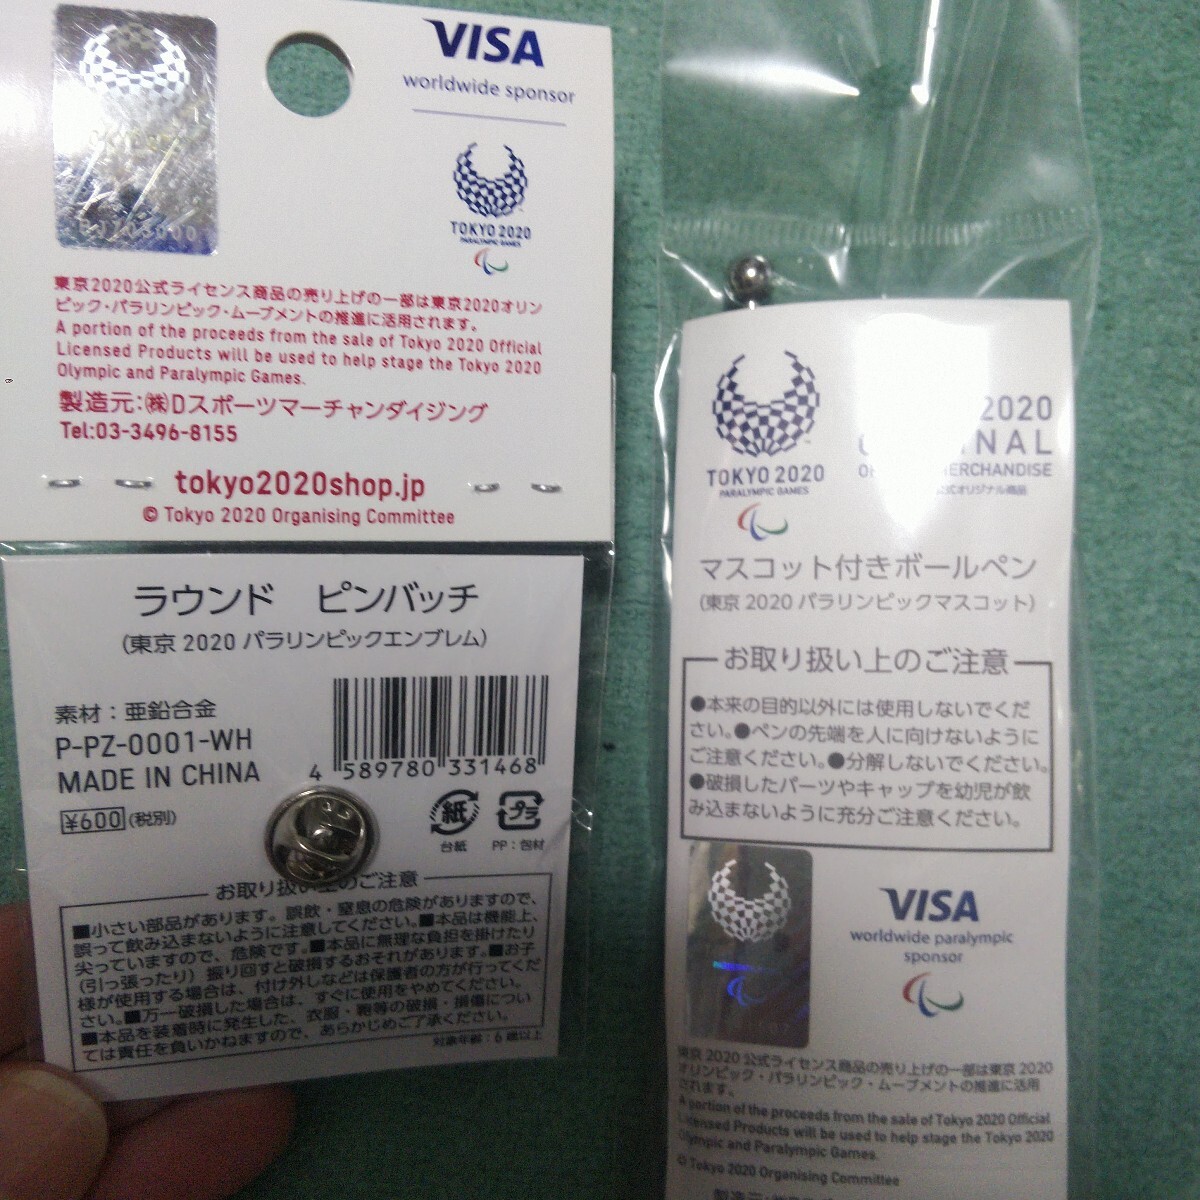 VISA
worldwide sponsor
TOKYO 2020
PARALYMPIC GAMES
東京2020公式ライセンス商品の売り上げの一部は東京2020オリン
ピック・パラリンピック・ムーブメントの推進に活用されます。
A portion of the proceeds from the sale of Tokyo 2020 Official
Licensed Products will be used to help stage the Tokyo 2020
Olympic and Paralympic Games.
製造元:㈱Dスポーツマーチャンダイジング
Tel:03-3496-8155
tokyo2020shop.jp
© Tokyo 2020 Organising Committee
ラウンド ピンバッチ
(東京 2020 パラリンピックエンブレム)
素材：亜鉛合金
P-PZ-0001-WH
MADE IN CHINA
4 589780 331468
¥600 (税別)
紙 プラ
台紙 PP：包材
お取り扱い上のご注意
■小さい部品があります。誤飲・窒息の危険がありますので、
誤って飲み込まないように注意してください。■本品は機能上、
尖っていますので、危険です。■本品に無理な負担を掛けたり
(引っ張ったり) 振り回すと破損するおそれがあります。■お子
様が使用する場合は、付け外しなどは保護者の方が行ってくだ
さい。■万一破損した場合は、すぐに使用をやめてください。
■本品を装着時に発生した、衣服・鞄等の破損・損傷につい
ては責任を負いかねますので、あらかじめご了承ください。
対象年齢：6歳以上
TOKYO 2020
PARALYMPIC GAMES
2020
NAL
MERCHANDISE
公式オリジナル商品
マスコット付きボールペン
(東京 2020 パラリンピックマスコット)
お取り扱い上のご注意
●本来の目的以外には使用しないでくだ
さい。●ペンの先端を人に向けないように
ご注意ください。●分解しないでください。
●破損したパーツやキャップを幼児が飲
み込まないように充分ご注意ください。
VISA
worldwide paralympic
sponsor
東京 2020 公式ライセンス商品の売り上げの一部は東京 2020
オリンピック・パラリンピック・ムーブメントの推進に活用
されます。
A portion of the proceeds from the sale of Tokyo 2020 Official
Licensed Products will be used to help stage the Tokyo 2020
Olympic and Paralympic Games.
© Tokyo 2020 Organising Committee